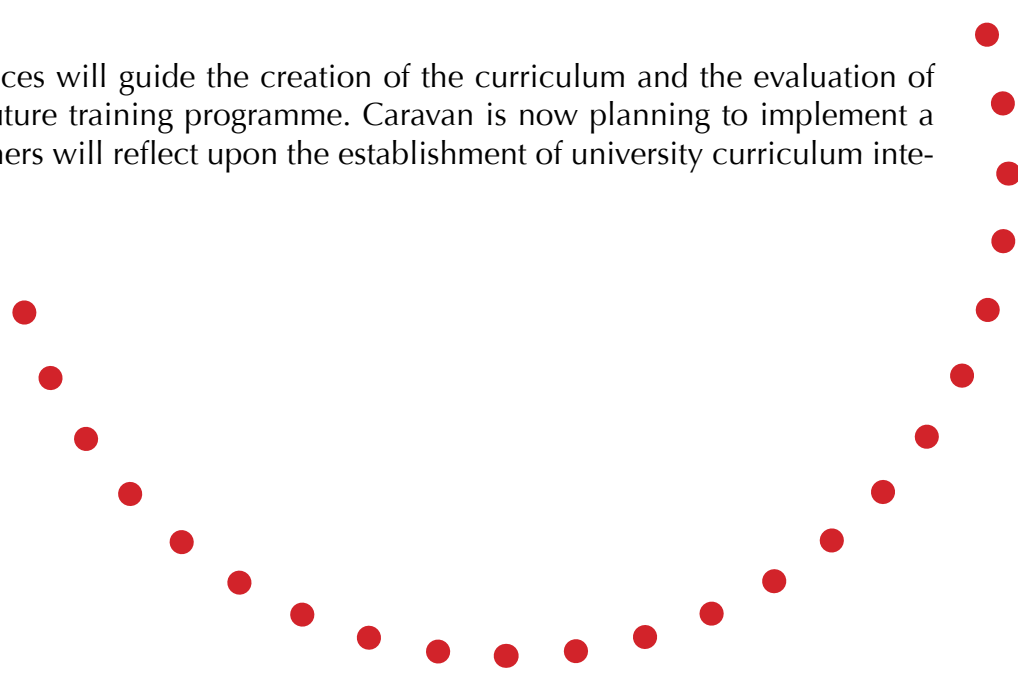 ces will guide the creation of the curriculum and the evaluation of
uture training programme. Caravan is now planning to implement a
ners will reflect upon the establishment of university curriculum inte-